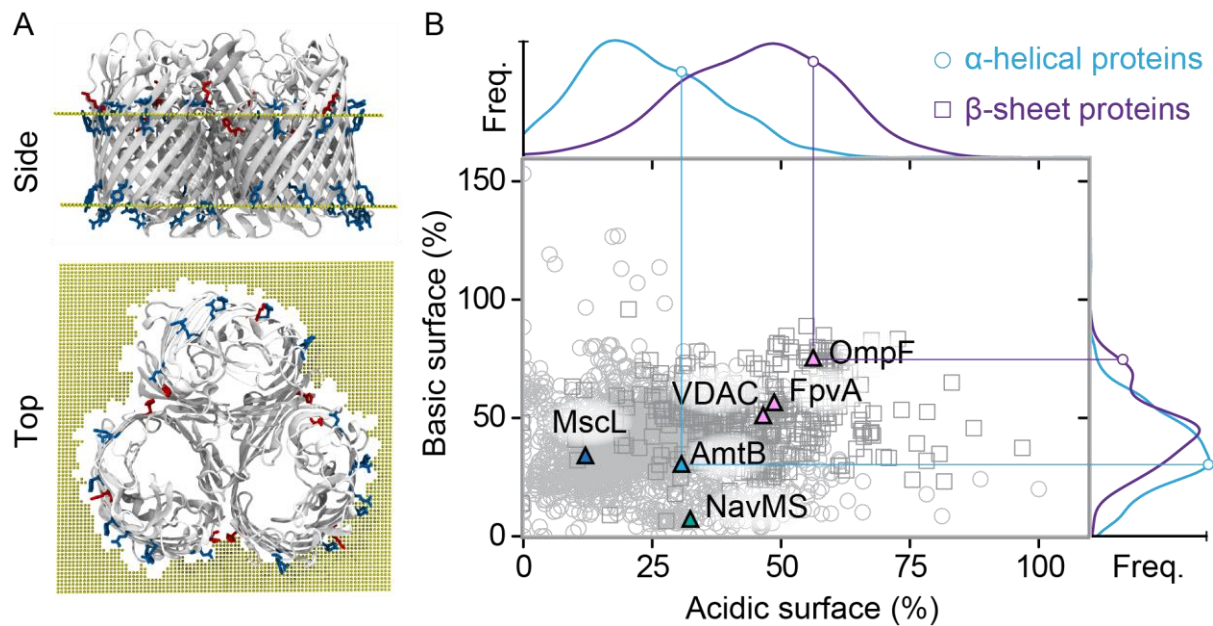 A
Side
Top
B
Freq.
α-helical proteins
β-sheet proteins
Basic surface (%)
150
100
50
0
OmpF
VDAC
FpvA
MscL
AmtB
NavMS
0
25
50
75
100
Freq.
Acidic surface (%)